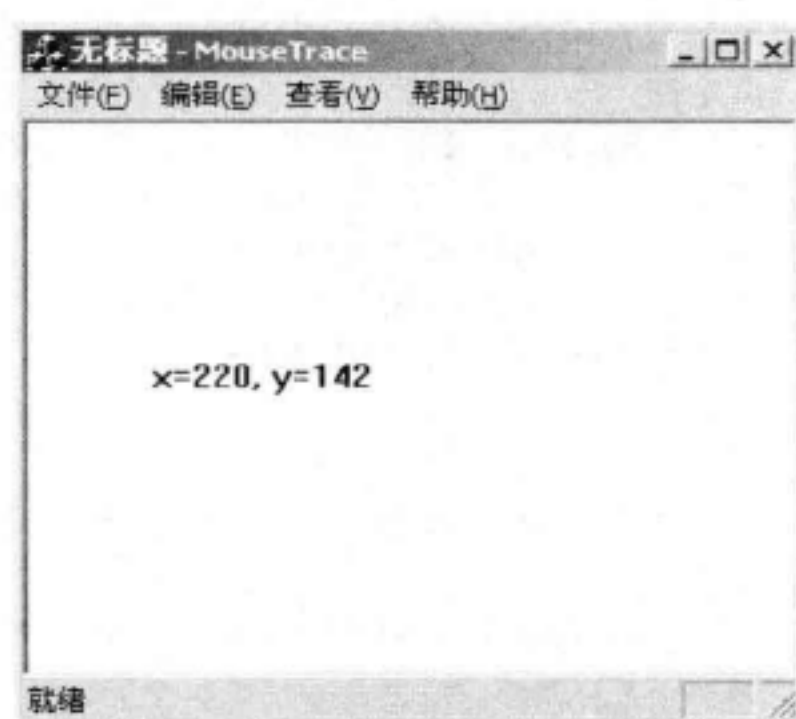 无标题 - MouseTrace
文件(F) 编辑(E) 查看(V) 帮助(H)
x=220, y=142
就绪